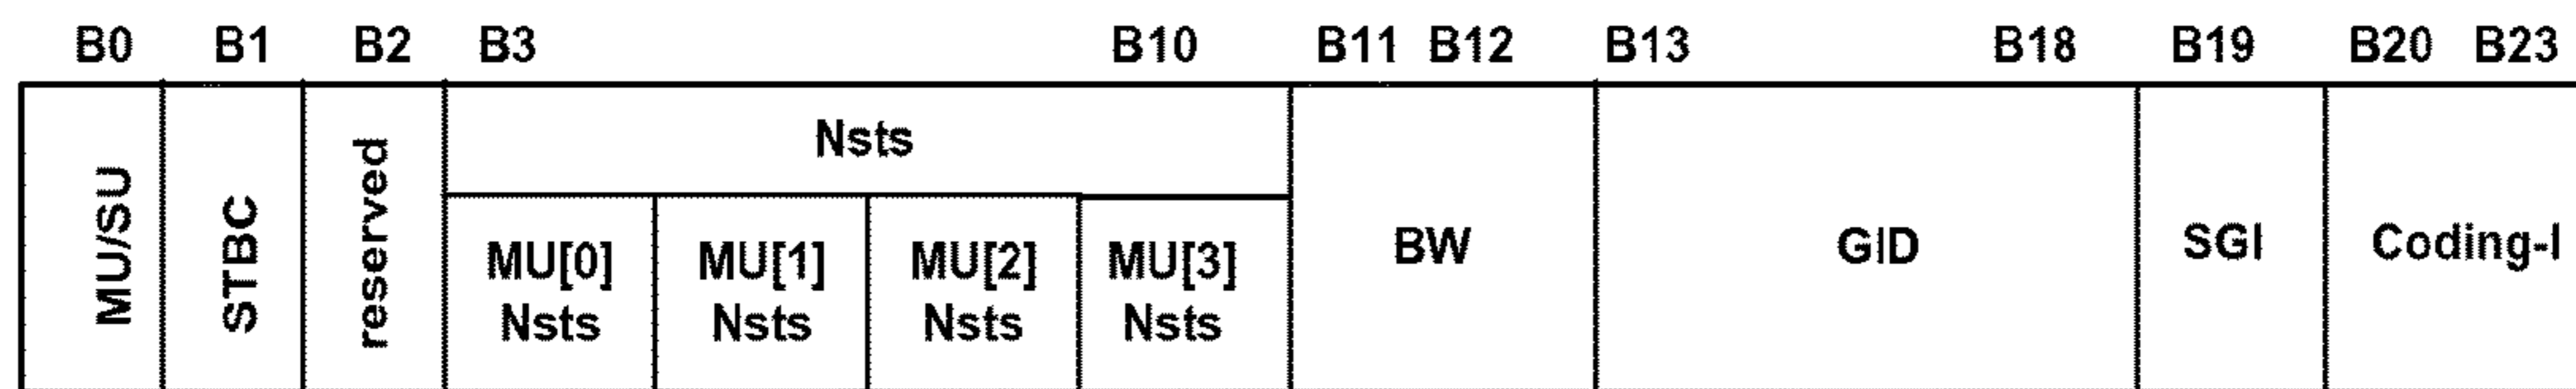 B0 B1 B2 B3 B10 B11 B12 B13 B18 B19 B20 B23
MU/SU STBC reserved Nsts BW GID SGI Coding-I
MU[0] MU[1] MU[2] MU[3]
Nsts Nsts Nsts Nsts